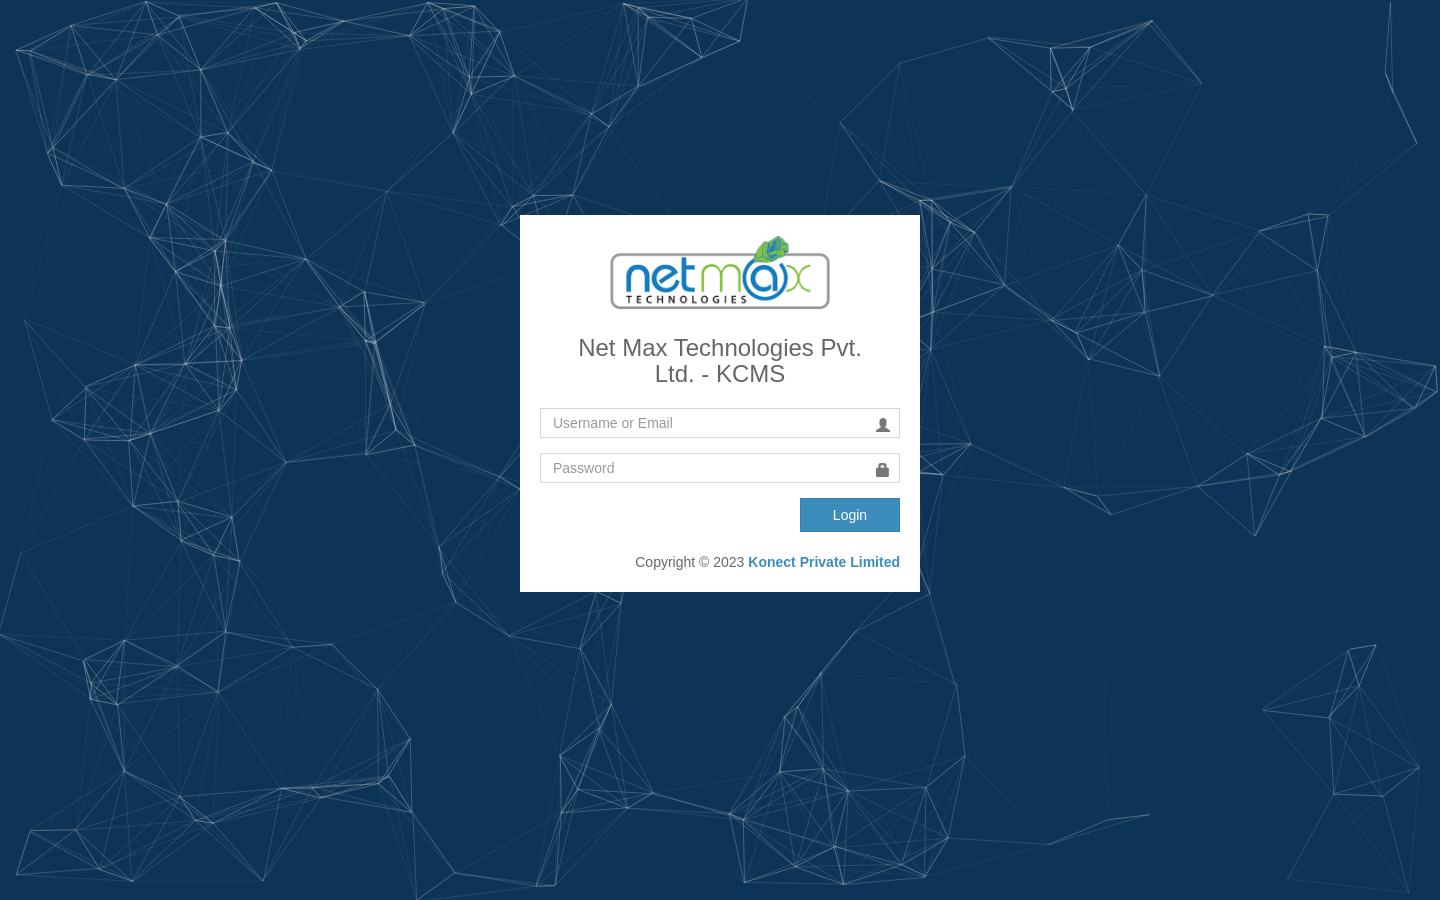 netmax
TECHNOLOGIES
Net Max Technologies Pvt.
Ltd. - KCMS
Username or Email
Password
Login
Copyright © 2023 Konect Private Limited